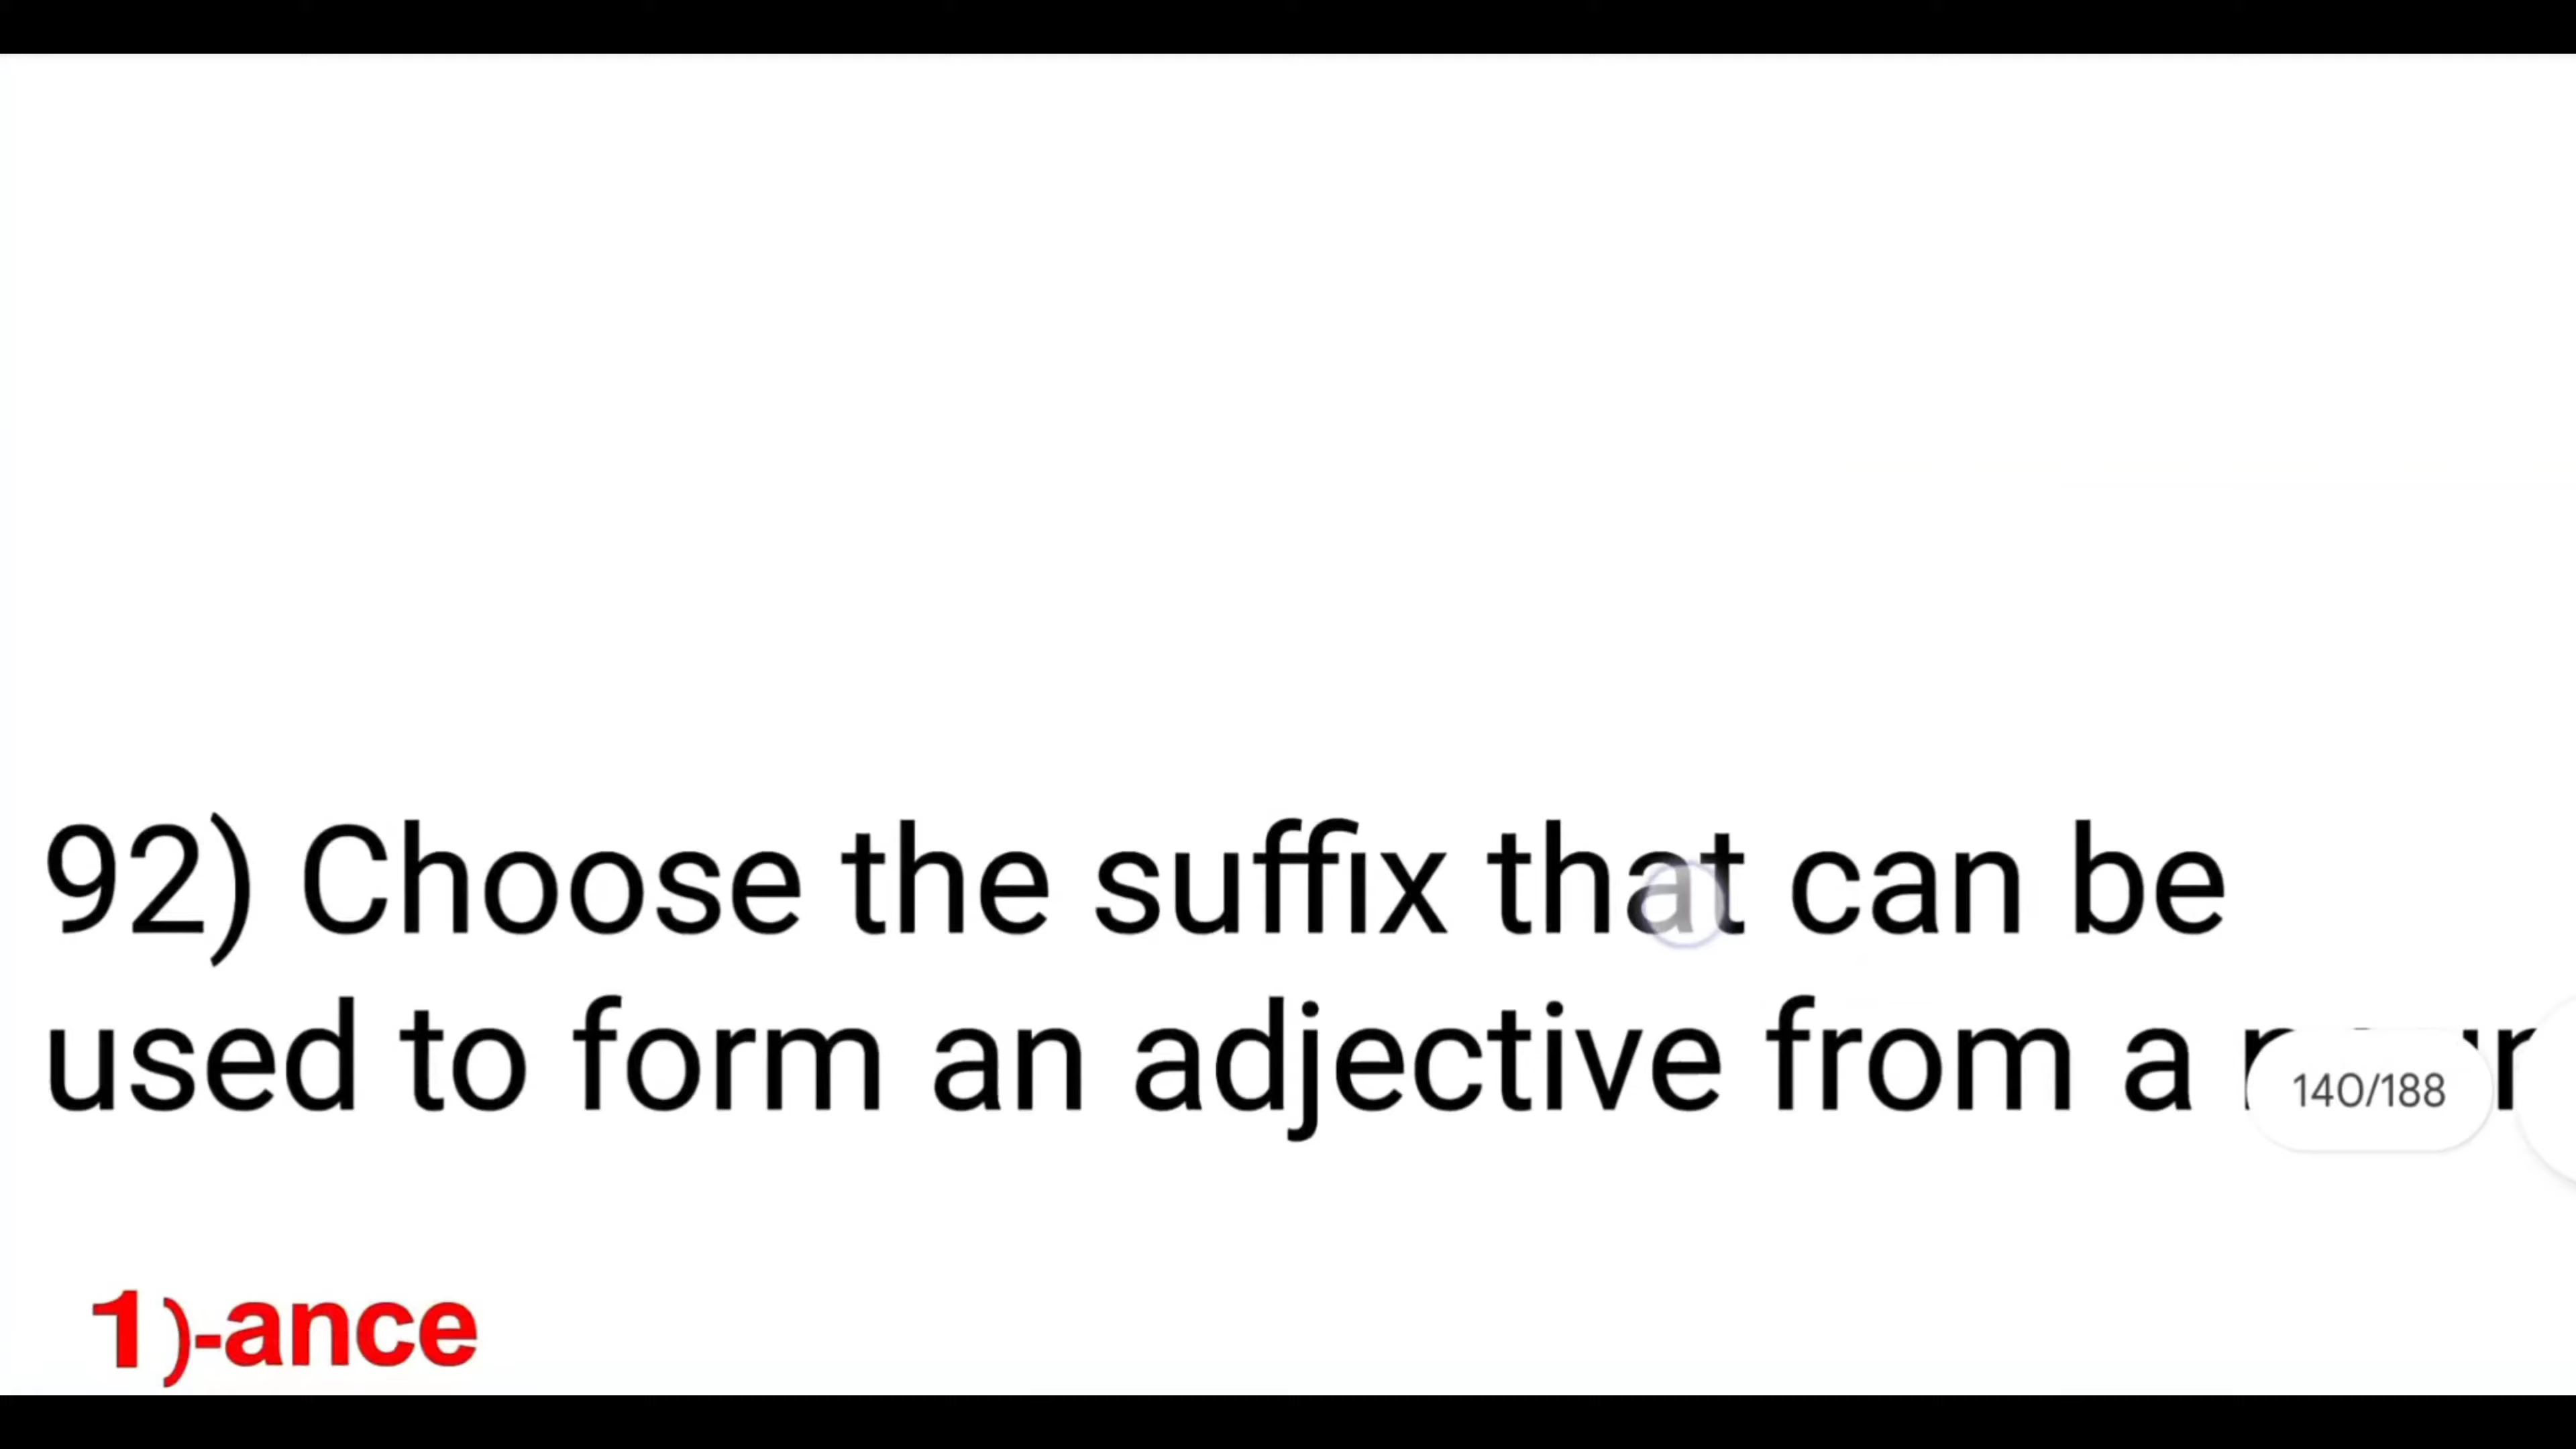 92) Choose the suffix that can be
used to form an adjective from a
140/188
1)-ance